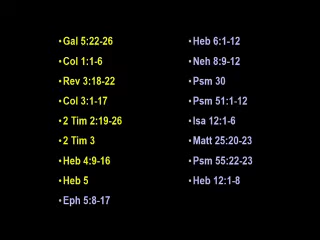 • Gal 5:22-26
• Col 1:1-6
• Rev 3:18-22
• Col 3:1-17
• 2 Tim 2:19-26
• 2 Tim 3
• Heb 4:9-16
• Heb 5
• Eph 5:8-17
• Heb 6:1-12
• Neh 8:9-12
• Psm 30
• Psm 51:1-12
• Isa 12:1-6
• Matt 25:20-23
• Psm 55:22-23
• Heb 12:1-8